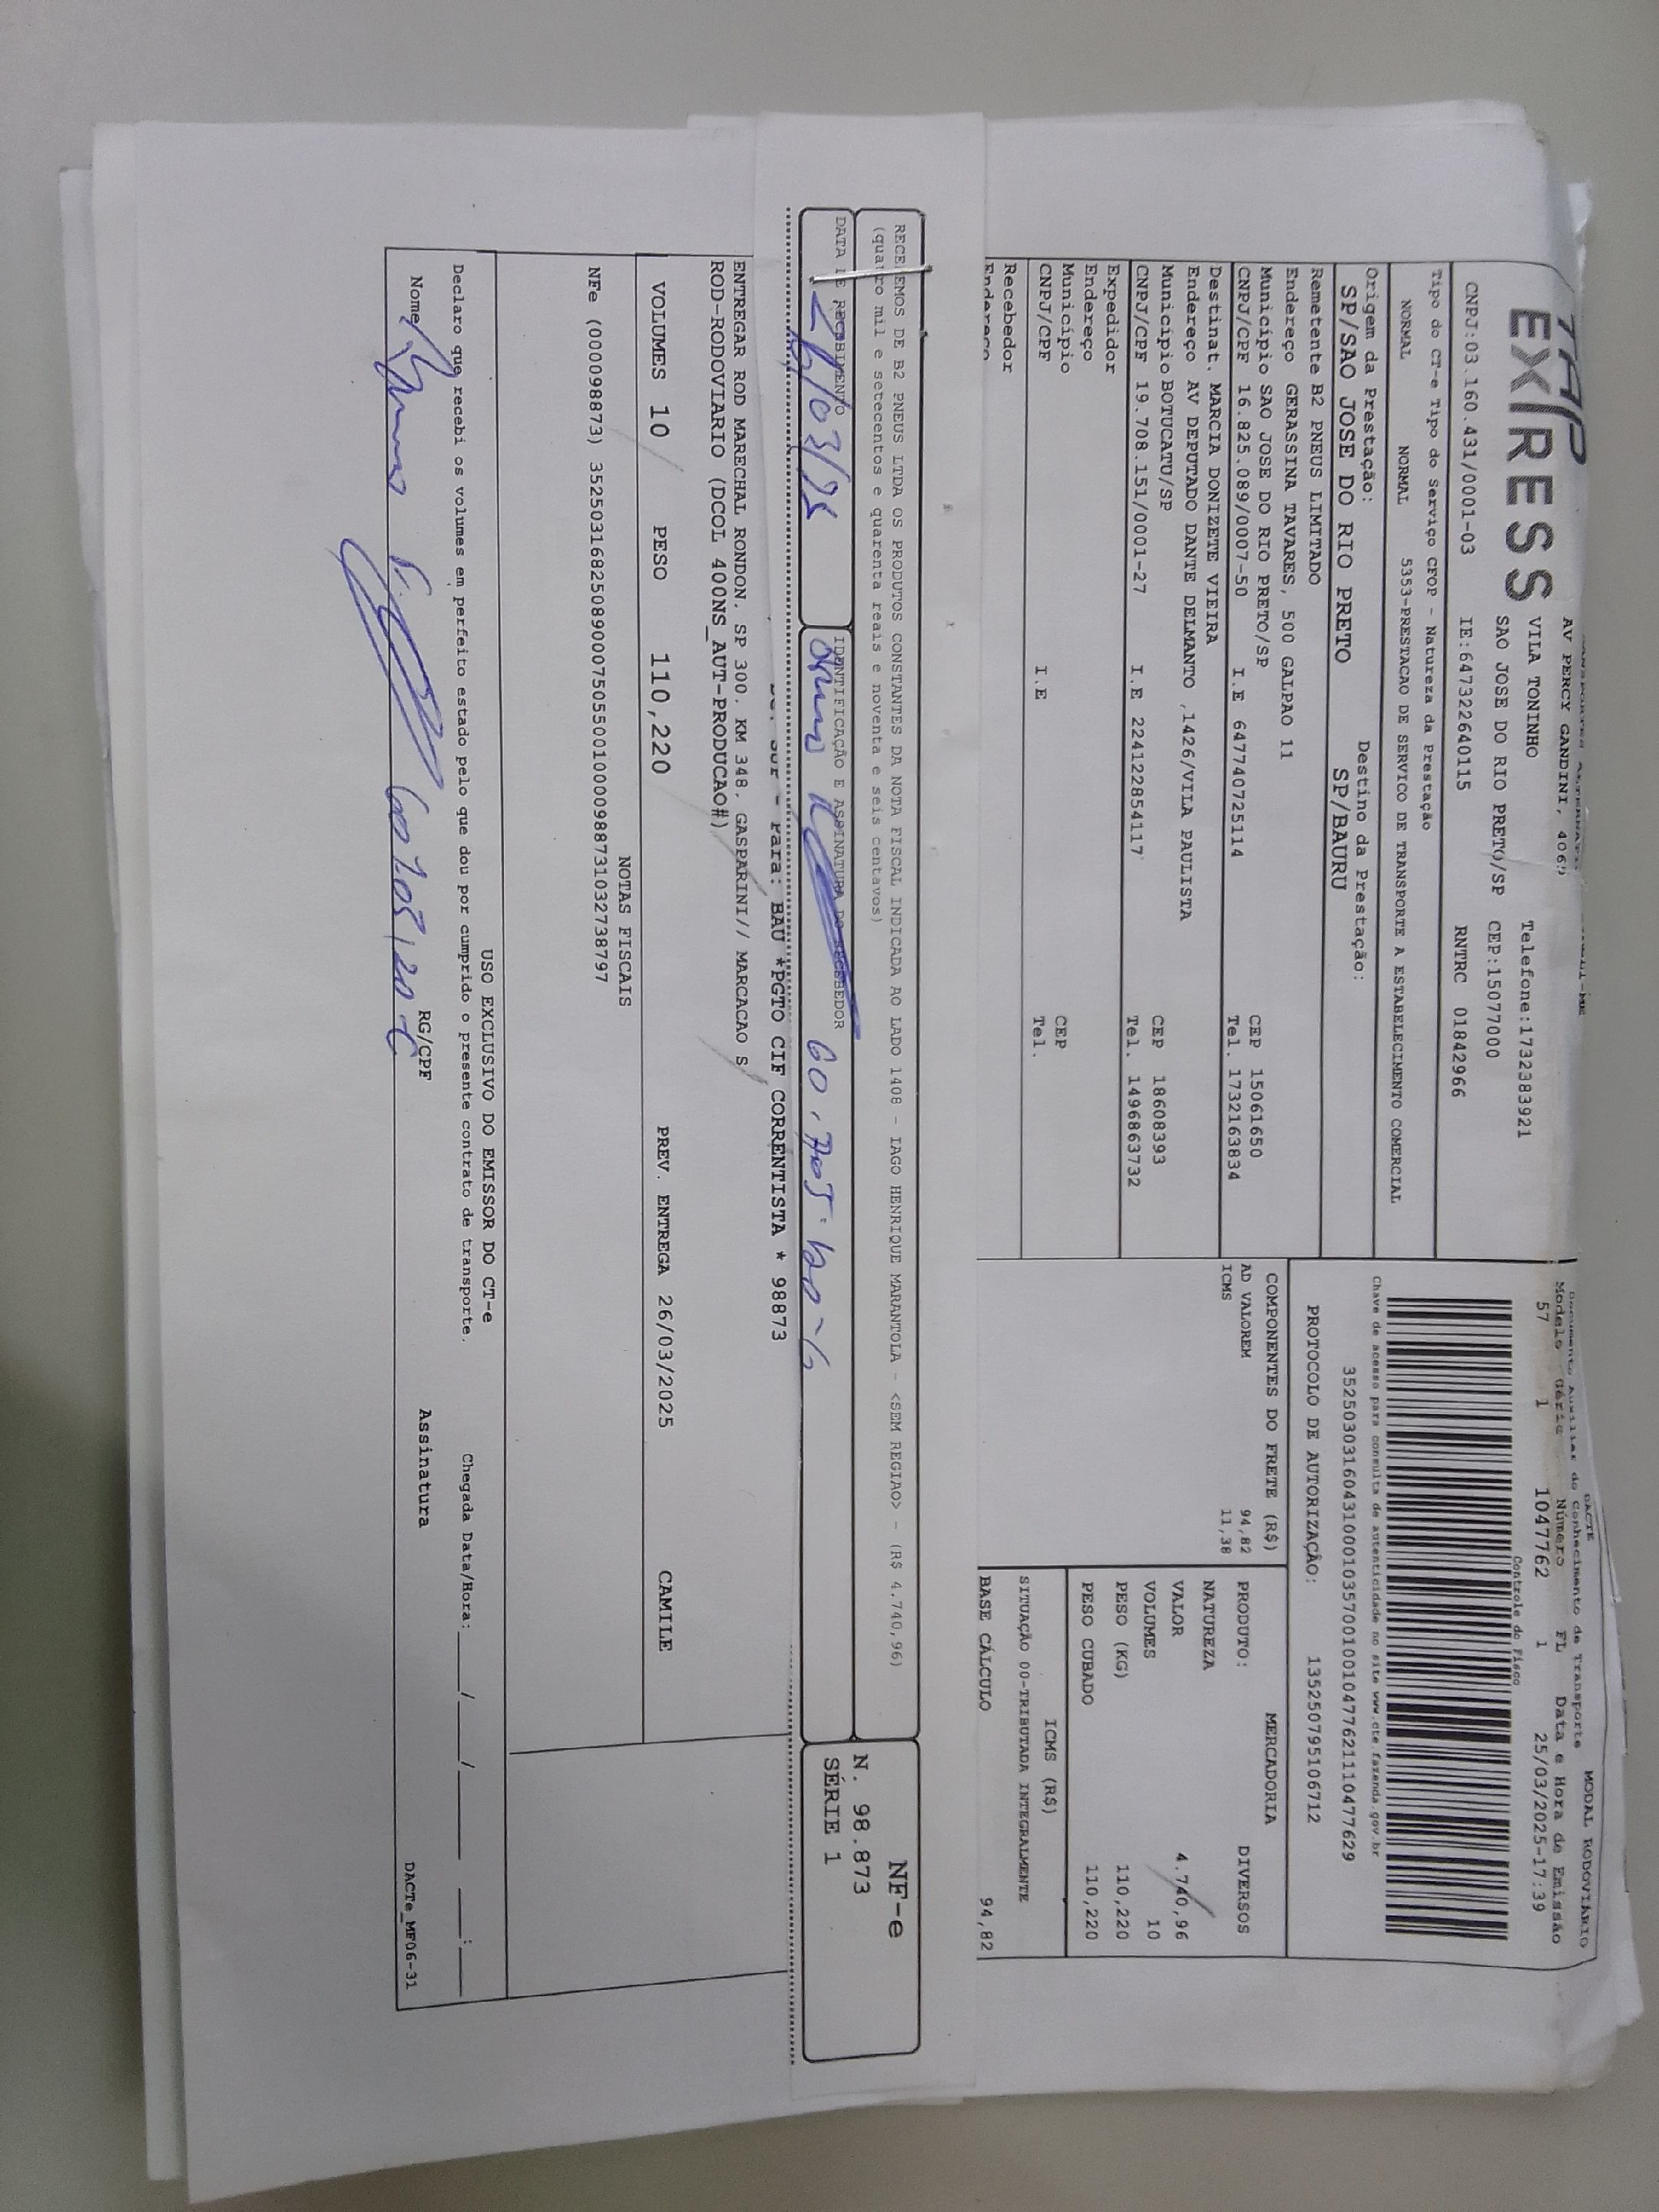 TAP
EXPRESS
AV PERCY GANDINI, 406
VILA TONINHO
SAO JOSE DO RIO PRETO/SP CEP:15077000
Telefone:1732383921
CNPJ:03.160.431/0001-03 IE:647322640115 RNTRC 01842966
Tipo do CT-e Tipo do Serviço CFOP - Natureza da Prestação
NORMAL NORMAL 5353-PRESTACAO DE SERVICO DE TRANSPORTE A ESTABELECIMENTO COMERCIAL
Origem da Prestação: Destino da Prestação:
SP/SAO JOSE DO RIO PRETO SP/BAURU
Remetente B2 PNEUS LIMITADO
Endereço GERASSINA TAVARES, 500 GALPAO 11
Município SAO JOSE DO RIO PRETO/SP CEP 15061650
CNPJ/CPF 16.825.089/0007-50 I.E 647740725114 Tel. 1732163834
Destinat. MARCIA DONIZETE VIEIRA
Endereço AV DEPUTADO DANTE DELMANTO ,1426/VILA PAULISTA
Município BOTUCATU/SP CEP 18608393
CNPJ/CPF 19.708.151/0001-27 I.E 224122854117 Tel. 1496863732
Expedidor
Endereço
Município CEP
CNPJ/CPF I.E Tel.
Recebedor
Endereço
DACTE MODAL RODOVIÁRIO
Documento Auxiliar do Conhecimento de Transporte
Modelo Série Número FL Data e Hora de Emissão
57 1 1047762 1 25/03/2025-17:39
Controle do Fisco
Chave de acesso para consulta de autenticidade no site www.cte.fazenda.gov.br
35250303160431000103570010010477621110477629
PROTOCOLO DE AUTORIZAÇÃO: 135250795106712
COMPONENTES DO FRETE (R$)
AD VALOREM 94,82
ICMS 11,38
MERCADORIA
PRODUTO: DIVERSOS
NATUREZA
VALOR 4.740,96
VOLUMES 10
PESO (KG) 110,220
PESO CUBADO 110,220
ICMS (R$)
SITUAÇÃO 00-TRIBUTADA INTEGRALMENTE
BASE CÁLCULO 94,82
RECEBEMOS DE B2 PNEUS LTDA OS PRODUTOS CONSTANTES DA NOTA FISCAL INDICADA AO LADO 1408 - IAGO HENRIQUE MARANTOLA - <SEM REGIAO> - (R$ 4.740,96)
(quatro mil e setecentos e quarenta reais e noventa e seis centavos)
DATA DE RECEBIMENTO IDENTIFICAÇÃO E ASSINATURA DO RECEBEDOR
/03/25 60.705.120-6
NF-e
N. 98.873
SÉRIE 1
Para: BAU *PGTO CIF CORRENTISTA * 98873
ENTREGAR ROD MARECHAL RONDON. SP 300. KM 348. GASPARINI// MARCACAO S
ROD-RODOVIARIO (DCOL 400NS_AUT-PRODUCAO#)
VOLUMES 10 PESO 110,220 PREV. ENTREGA 26/03/2025 CAMILE
NOTAS FISCAIS
NFe (000098873) 35250316825089000750550010000988731032738797
USO EXCLUSIVO DO EMISSOR DO CT-e
Declaro que recebi os volumes em perfeito estado pelo que dou por cumprido o presente contrato de transporte. Chegada Data/Hora:____/____/____ ___:___
Nome RG/CPF Assinatura
DACTe_MF06-31